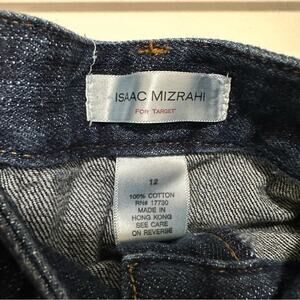 ISAAC MIZRAHI
FOR TARGET
12
100% COTTON
RN# 17730
MADE IN
HONG KONG
SEE CARE
ON REVERSE